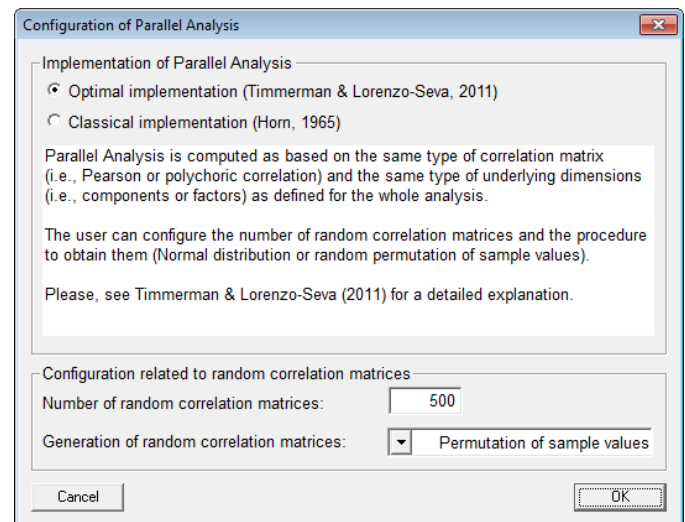 Configuration of Parallel Analysis
Implementation of Parallel Analysis
Optimal implementation (Timmerman & Lorenzo-Seva, 2011)
Classical implementation (Horn, 1965)
Parallel Analysis is computed as based on the same type of correlation matrix
(i.e., Pearson or polychoric correlation) and the same type of underlying dimensions
(i.e., components or factors) as defined for the whole analysis.
The user can configure the number of random correlation matrices and the procedure
to obtain them (Normal distribution or random permutation of sample values).
Please, see Timmerman & Lorenzo-Seva (2011) for a detailed explanation.
Configuration related to random correlation matrices
Number of random correlation matrices: 500
Generation of random correlation matrices: Permutation of sample values
Cancel OK